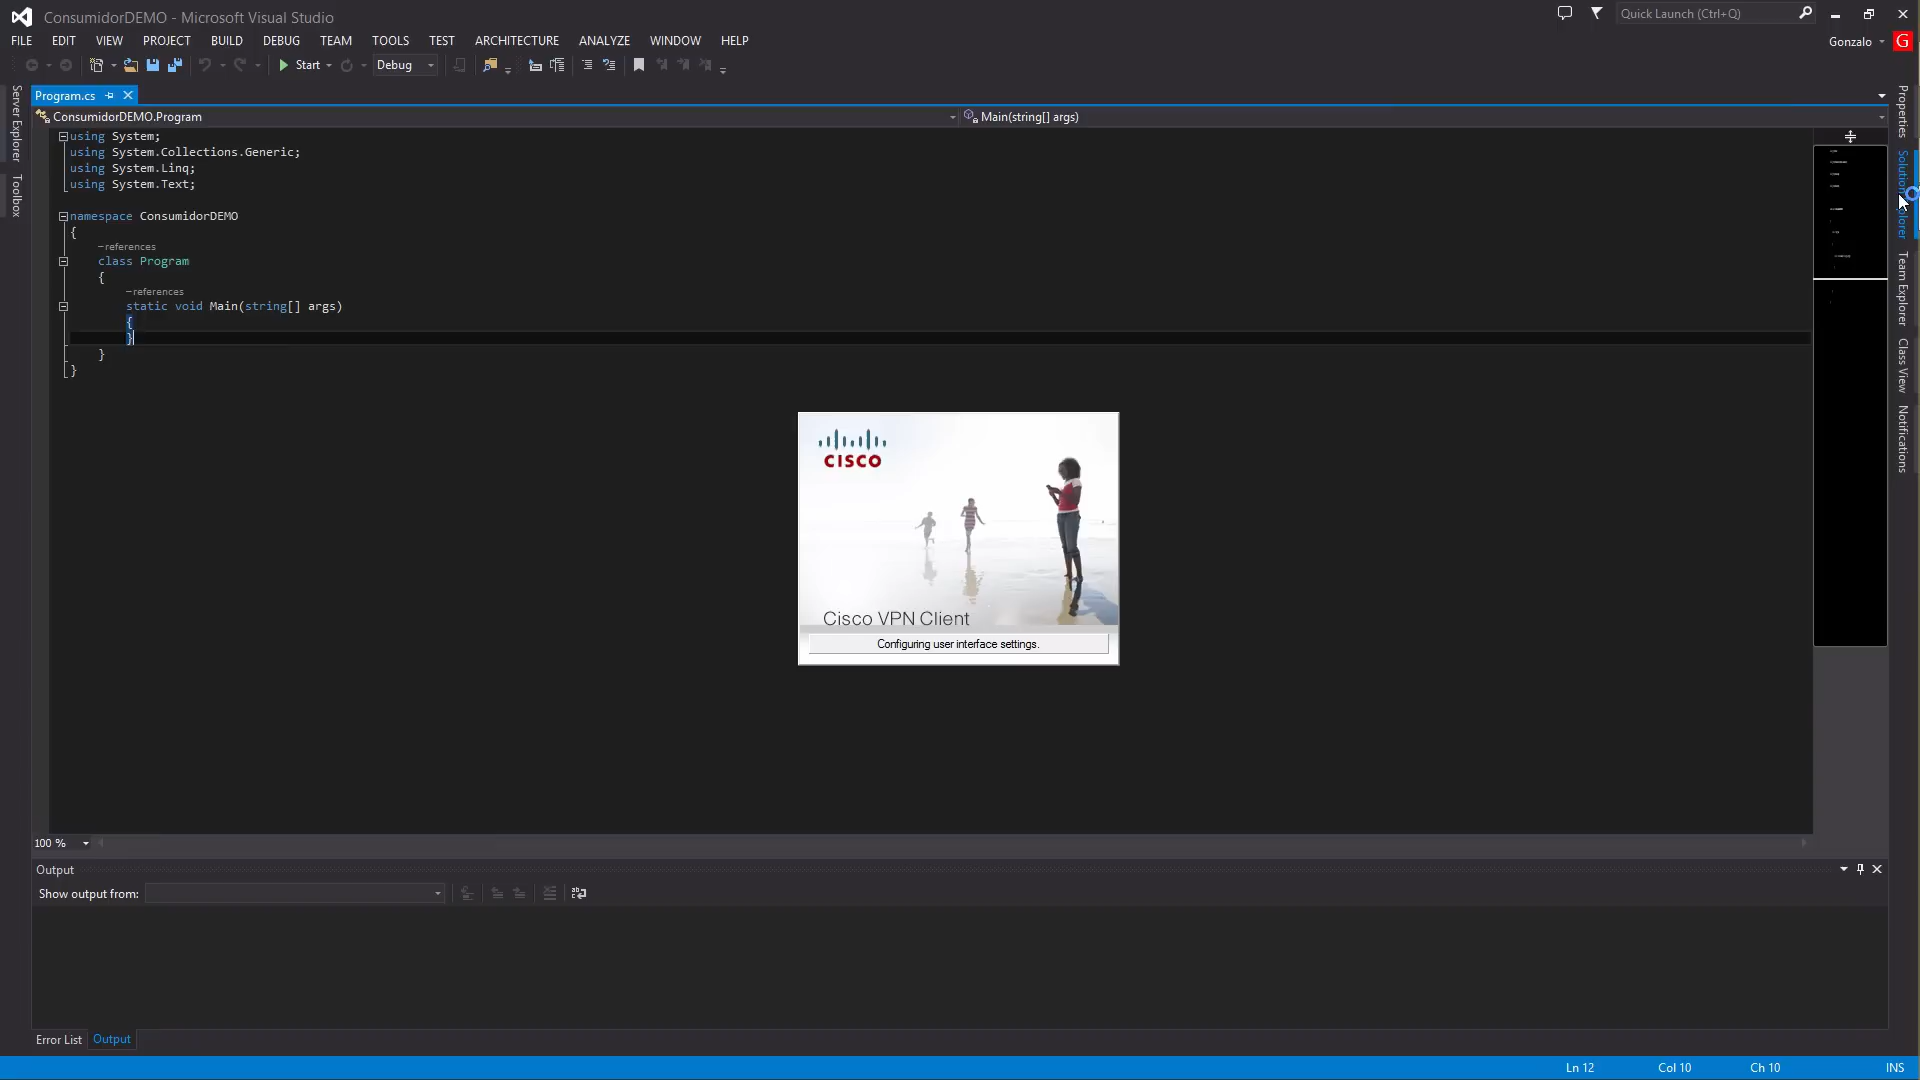 ConsumidorDEMO - Microsoft Visual Studio
Quick Launch (Ctrl+Q)
FILE EDIT VIEW PROJECT BUILD DEBUG TEAM TOOLS TEST ARCHITECTURE ANALYZE WINDOW HELP
Gonzalo G
Start Debug
Program.cs
ConsumidorDEMO.Program
Main(string[] args)
Server Explorer
Toolbox
using System;
using System.Collections.Generic;
using System.Linq;
using System.Text;
namespace ConsumidorDEMO
{
references
class Program
{
references
static void Main(string[] args)
{
}
}
}
CISCO
Cisco VPN Client
Configuring user interface settings.
Properties
Solution Explorer
Team Explorer
Class View
Notifications
100 %
Output
Show output from:
Error List Output
Ln 12 Col 10 Ch 10 INS